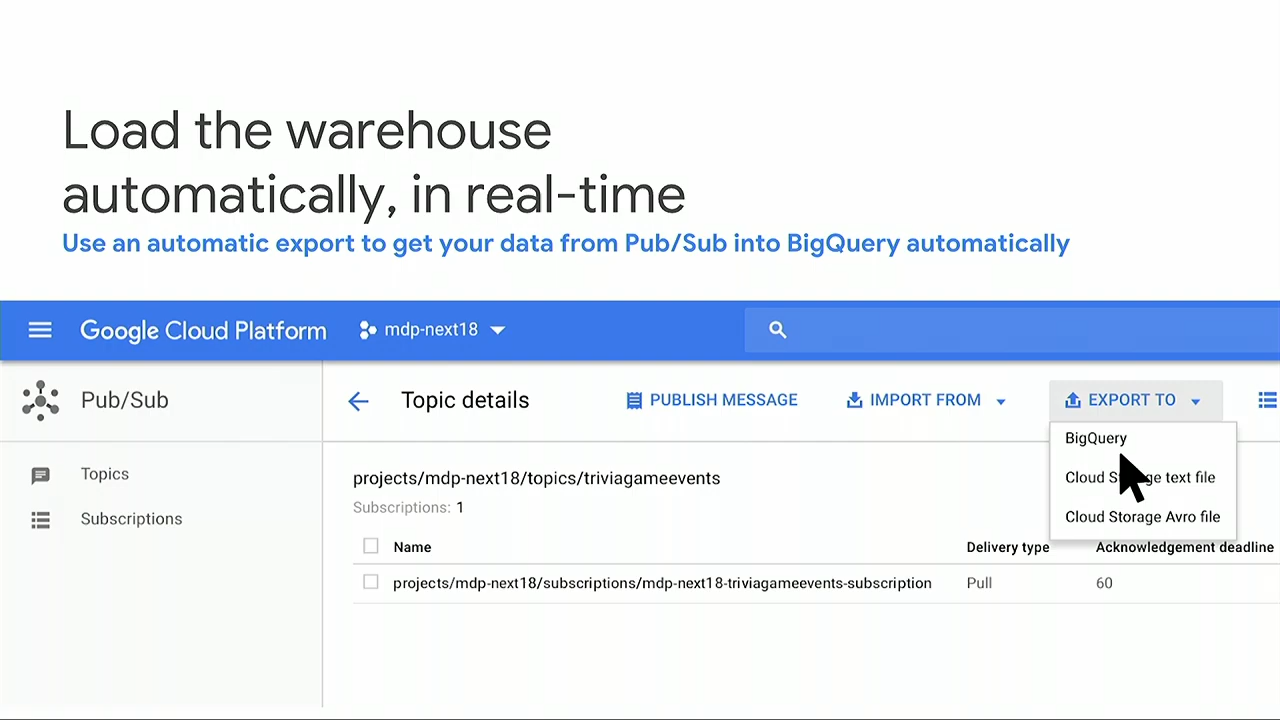 Load the warehouse
automatically, in real-time
Use an automatic export to get your data from Pub/Sub into BigQuery automatically
Google Cloud Platform mdp-next18
Pub/Sub
Topic details PUBLISH MESSAGE IMPORT FROM EXPORT TO
BigQuery
Topics
projects/mdp-next18/topics/triviagameevents
Cloud text file
Subscriptions: 1
Subscriptions
Cloud Storage Avro file
Name Delivery type Acknowledgement deadline
projects/mdp-next18/subscriptions/mdp-next18-triviagameevents-subscription Pull 60